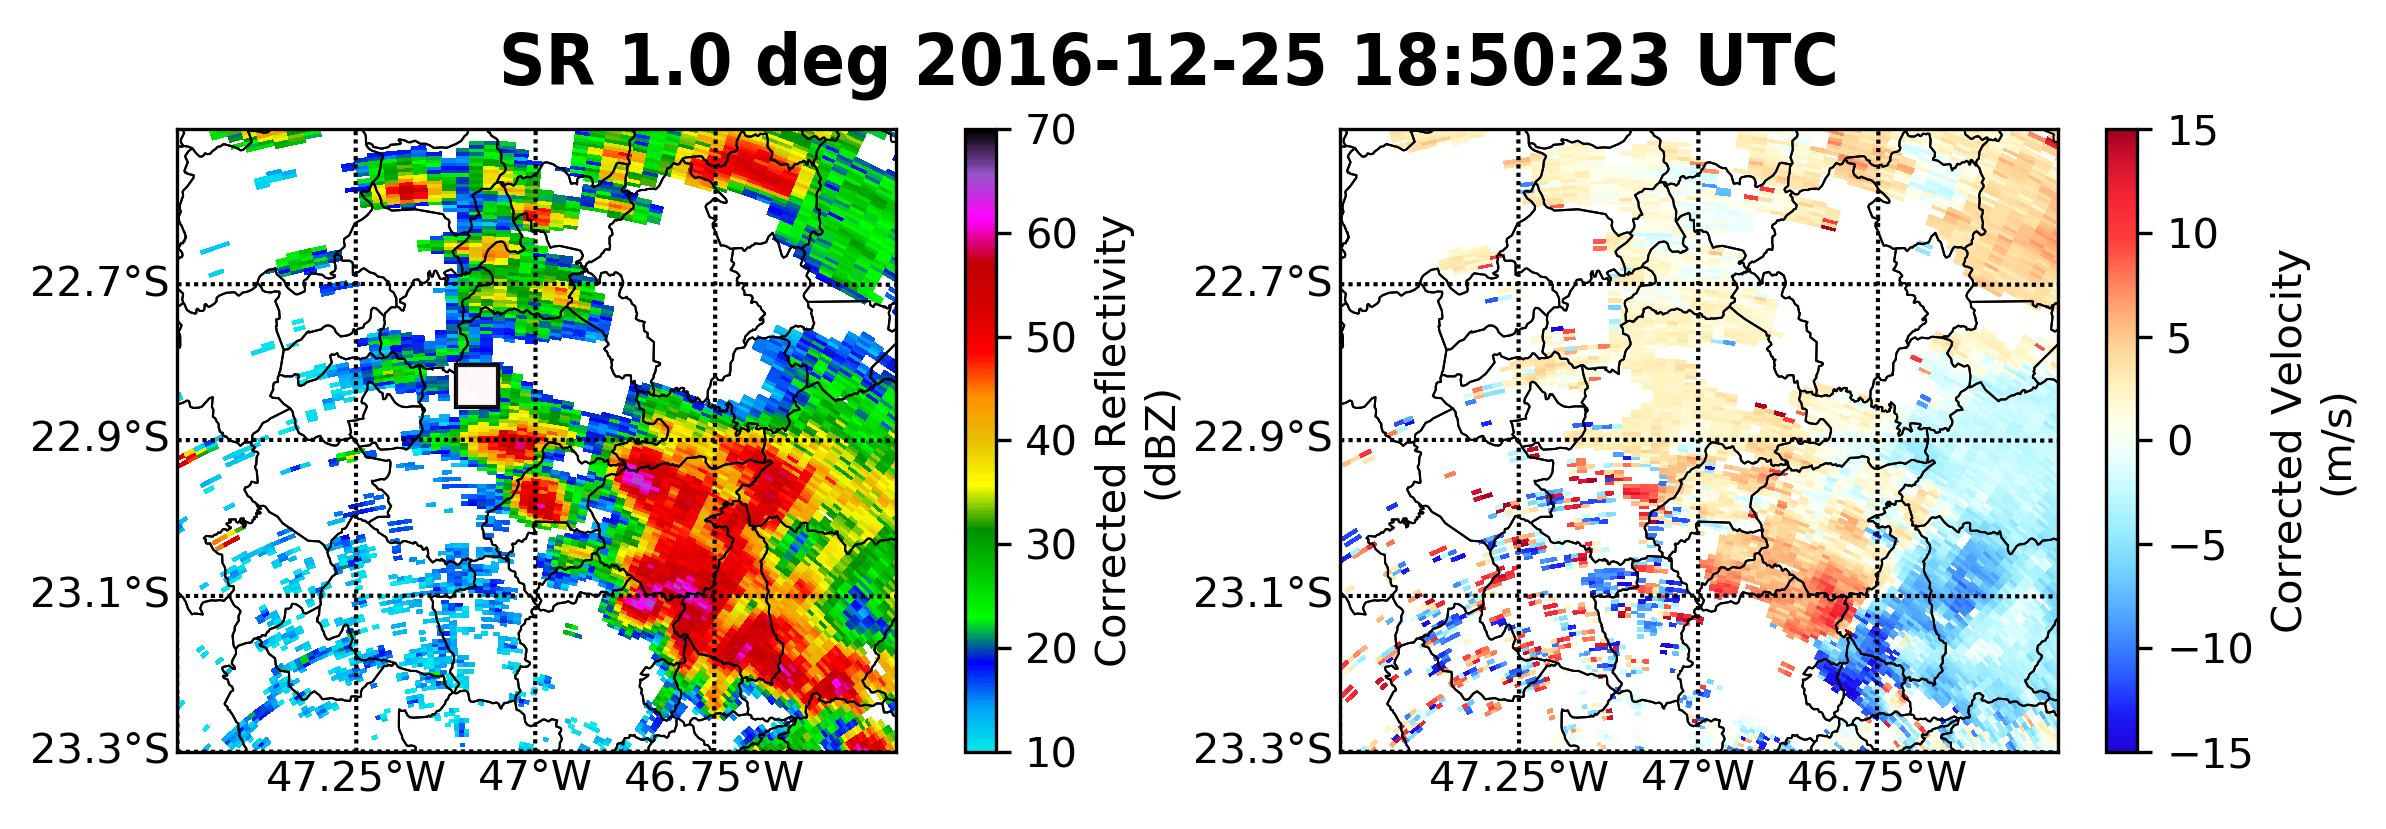 SR 1.0 deg 2016-12-25 18:50:23 UTC
22.7°S
22.9°S
23.1°S
23.3°S
47.25°W
47°W
46.75°W
70
60
50
40
30
20
10
Corrected Reflectivity
(dBZ)
22.7°S
22.9°S
23.1°S
23.3°S
47.25°W
47°W
46.75°W
15
10
5
0
−5
−10
−15
Corrected Velocity
(m/s)